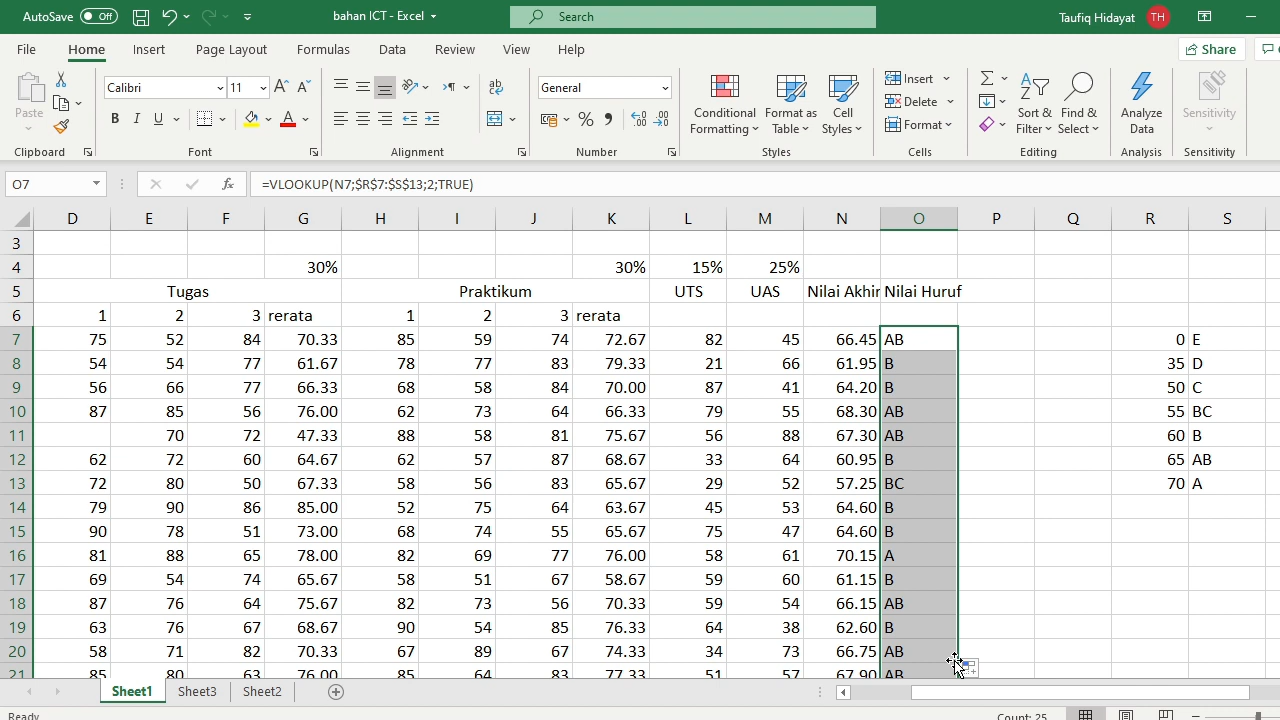 AutoSave Off bahan ICT - Excel Search Taufiq Hidayat TH
File Home Insert Page Layout Formulas Data Review View Help Share
Paste Calibri 11 General Conditional Formatting Format as Table Cell Styles Insert Delete Format Sort & Filter Find & Select Analyze Data Sensitivity
Clipboard Font Alignment Number Styles Cells Editing Analysis Sensitivity
O7 fx =VLOOKUP(N7;$R$7:$S$13;2;TRUE)
D E F G H I J K L M N O P Q R S
3
4 30% 30% 15% 25%
5 Tugas Praktikum UTS UAS Nilai Akhir Nilai Huruf
6 1 2 3 rerata 1 2 3 rerata
7 75 52 84 70.33 85 59 74 72.67 82 45 66.45 AB 0 E
8 54 54 77 61.67 78 77 83 79.33 21 66 61.95 B 35 D
9 56 66 77 66.33 68 58 84 70.00 87 41 64.20 B 50 C
10 87 85 56 76.00 62 73 64 66.33 79 55 68.30 AB 55 BC
11 70 72 47.33 88 58 81 75.67 56 88 67.30 AB 60 B
12 62 72 60 64.67 62 57 87 68.67 33 64 60.95 B 65 AB
13 72 80 50 67.33 58 56 83 65.67 29 52 57.25 BC 70 A
14 79 90 86 85.00 52 75 64 63.67 45 53 64.60 B
15 90 78 51 73.00 68 74 55 65.67 75 47 64.60 B
16 81 88 65 78.00 82 69 77 76.00 58 61 70.15 A
17 69 54 74 65.67 58 51 67 58.67 59 60 61.15 B
18 87 76 64 75.67 82 73 56 70.33 59 54 66.15 AB
19 63 76 67 68.67 90 54 85 76.33 64 38 62.60 B
20 58 71 82 70.33 67 89 67 74.33 34 73 66.75 AB
21 85 80 63 76.00 85 64 83 77.33 51 57 67.90 AB
Sheet1 Sheet3 Sheet2
Ready Count: 25